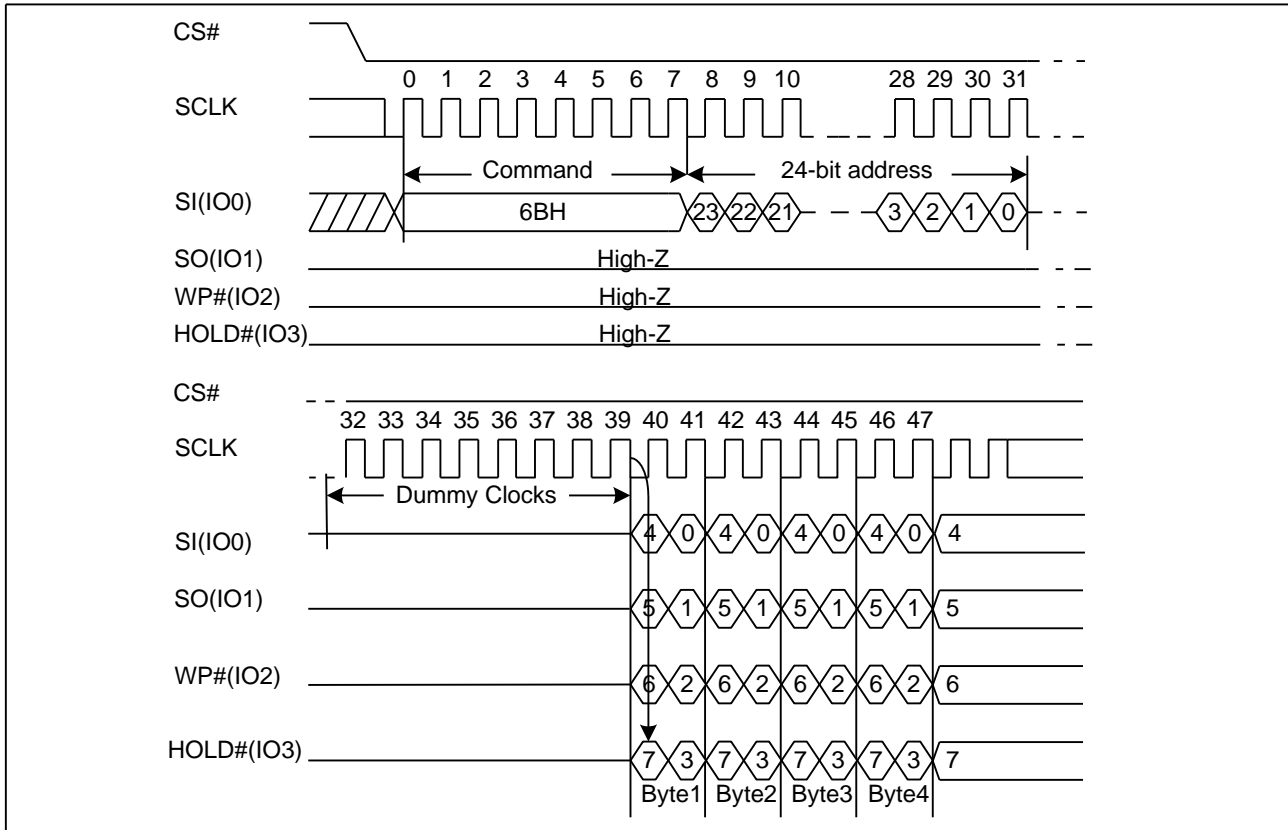 CS#
0 1 2 3 4 5 6 7 8 9 10 28 29 30 31
SCLK
Command 24-bit address
SI(IO0) 6BH 23 22 21 3 2 1 0
SO(IO1) High-Z
WP#(IO2) High-Z
HOLD#(IO3) High-Z
CS#
32 33 34 35 36 37 38 39 40 41 42 43 44 45 46 47
SCLK
Dummy Clocks
SI(IO0) 4 0 4 0 4 0 4 0 4
SO(IO1) 5 1 5 1 5 1 5 1 5
WP#(IO2) 6 2 6 2 6 2 6 2 6
HOLD#(IO3) 7 3 7 3 7 3 7 3 7
Byte1 Byte2 Byte3 Byte4